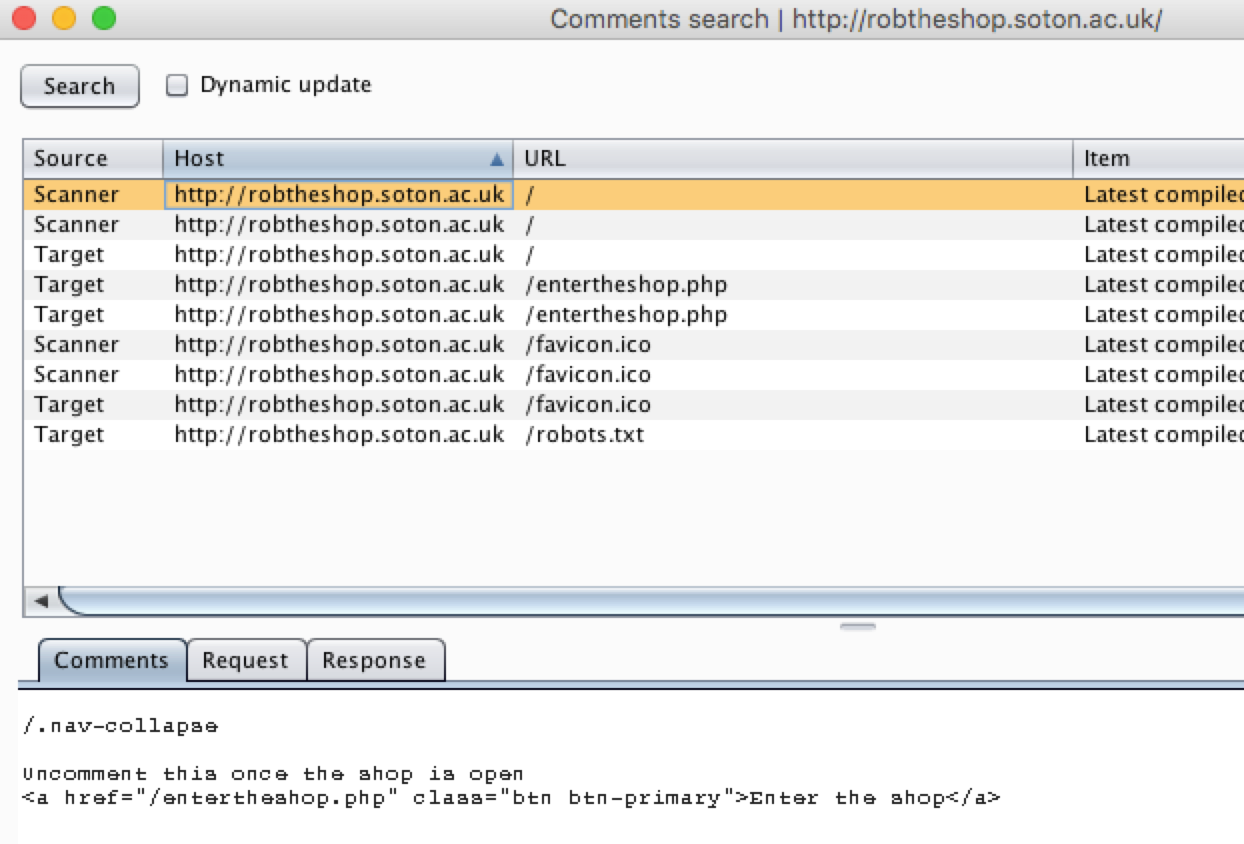 Comments search | http://robtheshop.soton.ac.uk/
Search Dynamic update
Source Host URL Item
Scanner http://robtheshop.soton.ac.uk / Latest compiled
Scanner http://robtheshop.soton.ac.uk / Latest compiled
Target http://robtheshop.soton.ac.uk / Latest compiled
Target http://robtheshop.soton.ac.uk /entertheshop.php Latest compiled
Target http://robtheshop.soton.ac.uk /entertheshop.php Latest compiled
Scanner http://robtheshop.soton.ac.uk /favicon.ico Latest compiled
Scanner http://robtheshop.soton.ac.uk /favicon.ico Latest compiled
Target http://robtheshop.soton.ac.uk /favicon.ico Latest compiled
Target http://robtheshop.soton.ac.uk /robots.txt Latest compiled
Comments Request Response
/.nav-collapse
Uncomment this once the shop is open
<a href="/entertheshop.php" class="btn btn-primary">Enter the shop</a>